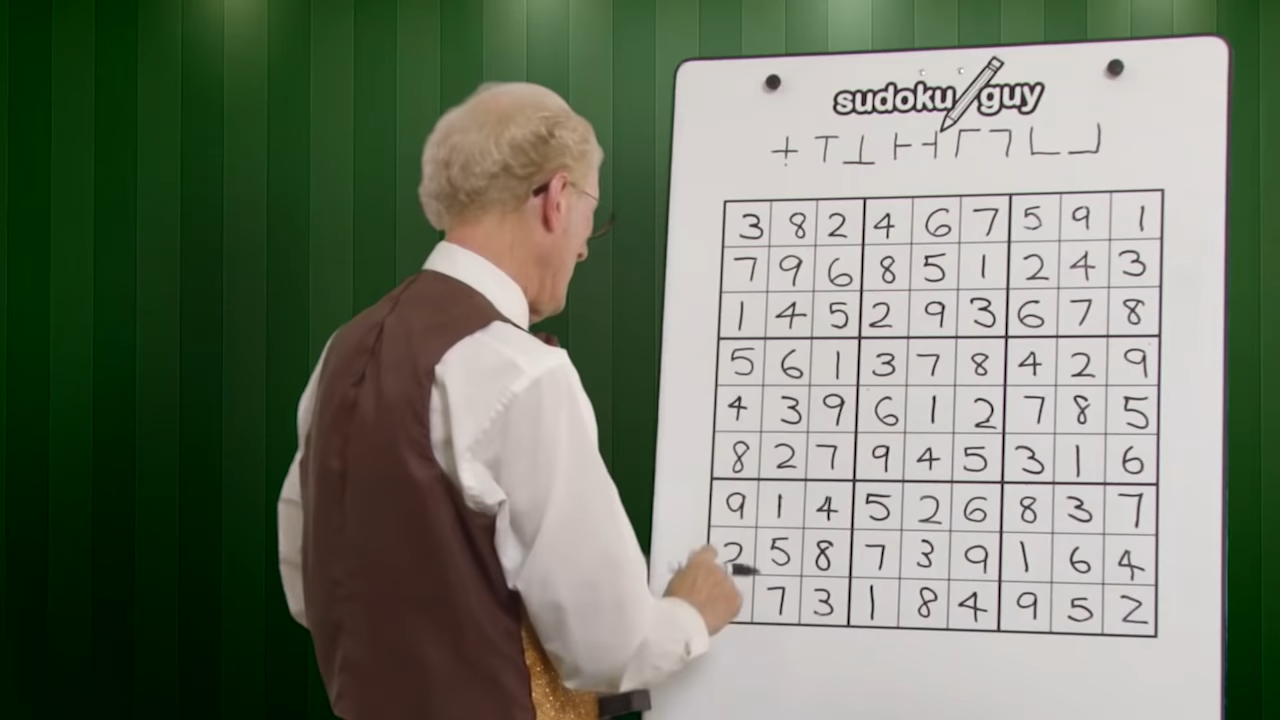 sudoku guy
+ T ⊥ ⊢ ⊣ ┌ ┐ └ ┘
3 8 2 4 6 7 5 9 1
7 9 6 8 5 1 2 4 3
1 4 5 2 9 3 6 7 8
5 6 1 3 7 8 4 2 9
4 3 9 6 1 2 7 8 5
8 2 7 9 4 5 3 1 6
9 1 4 5 2 6 8 3 7
2 5 8 7 3 9 1 6 4
7 3 1 8 4 9 5 2